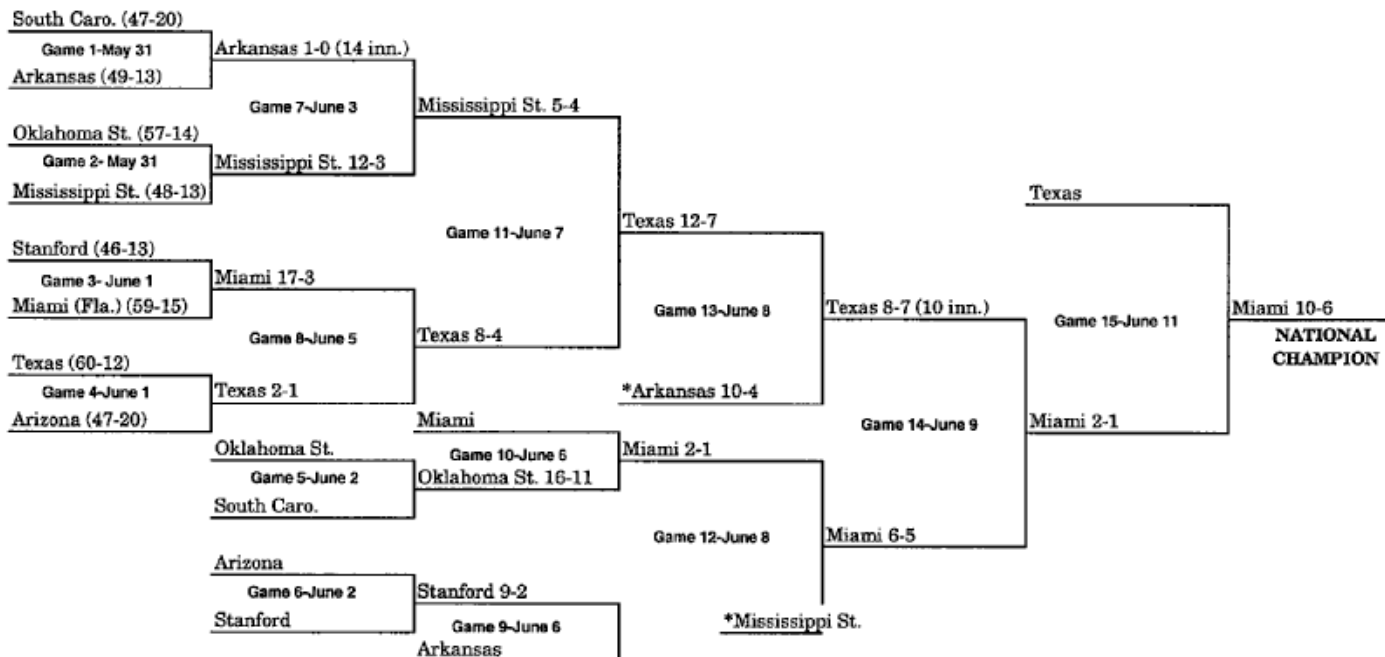 South Caro. (47-20)
Game 1-May 31
Arkansas (49-13)
Arkansas 1-0 (14 inn.)
Game 7-June 3
Mississippi St. 5-4
Oklahoma St. (57-14)
Game 2- May 31
Mississippi St. (48-13)
Mississippi St. 12-3
Game 11-June 7
Texas 12-7
Stanford (46-13)
Game 3- June 1
Miami (Fla.) (59-15)
Miami 17-3
Game 8-June 5
Texas 8-4
Texas (60-12)
Game 4-June 1
Arizona (47-20)
Texas 2-1
Game 13-June 8
Texas 8-7 (10 inn.)
*Arkansas 10-4
Miami
Game 10-June 6
Miami 2-1
Oklahoma St.
Game 5-June 2
South Caro.
Oklahoma St. 16-11
Game 12-June 8
Miami 6-5
Arizona
Game 6-June 2
Stanford
Stanford 9-2
Game 9-June 6
Arkansas
*Mississippi St.
Game 14-June 9
Texas
Game 15-June 11
Miami 2-1
Miami 10-6
NATIONAL
CHAMPION